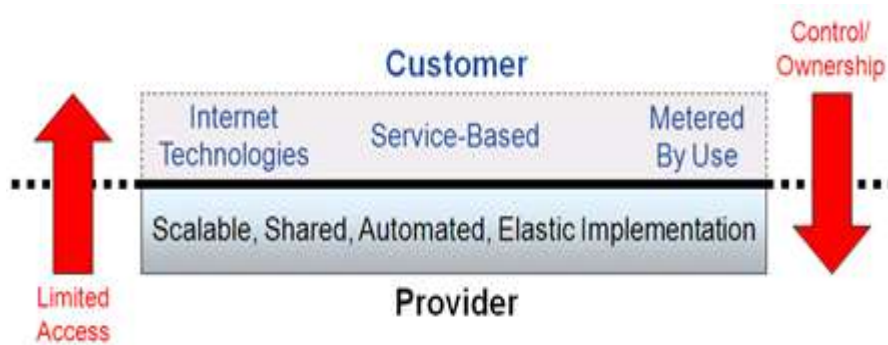 Control/
Ownership
Customer
Internet
Technologies
Service-Based
Metered
By Use
Scalable, Shared, Automated, Elastic Implementation
Provider
Limited
Access